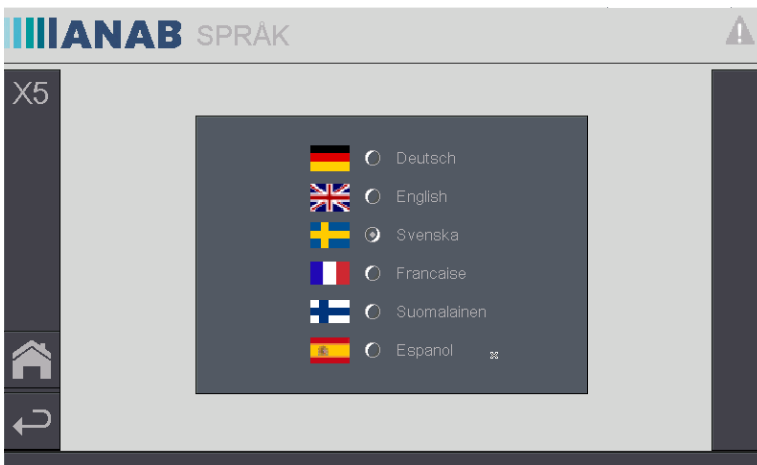 ANAB SPRÅK
X5
Deutsch
English
Svenska
Francaise
Suomalainen
Espanol